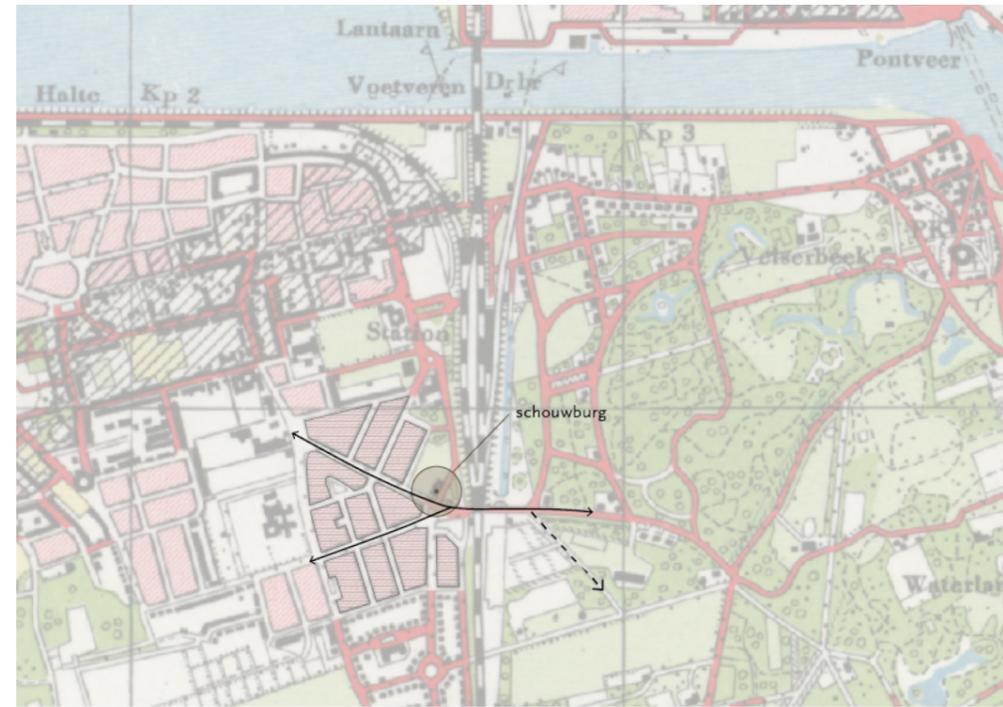 Lantaarn
Voetveren
Halte Kp 2
Pontveer
Kp 3
Velserbeek
Station
schouwburg